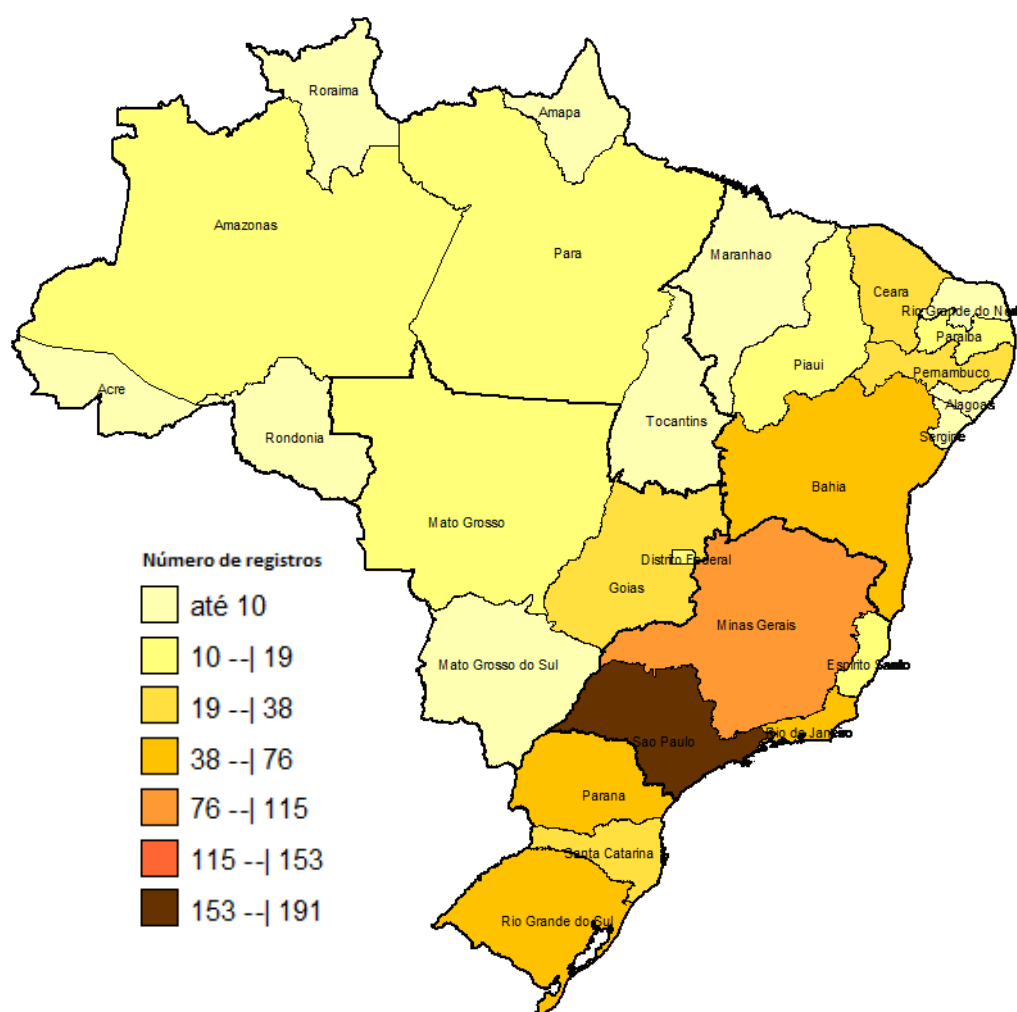 Roraima
Amapa
Amazonas
Para
Maranhao
Ceara
Rio Grande do
Paraiba
Piaui
Pernambuco
Acre
Alagoas
Tocantins
Rondonia
Sergipe
Bahia
Mato Grosso
Distrito Federal
Goias
Minas Gerais
Mato Grosso do Sul
Espirito Santo
Rio de Janeiro
Sao Paulo
Parana
Santa Catarina
Rio Grande do Sul
Número de registros
até 10
10 --| 19
19 --| 38
38 --| 76
76 --| 115
115 --| 153
153 --| 191